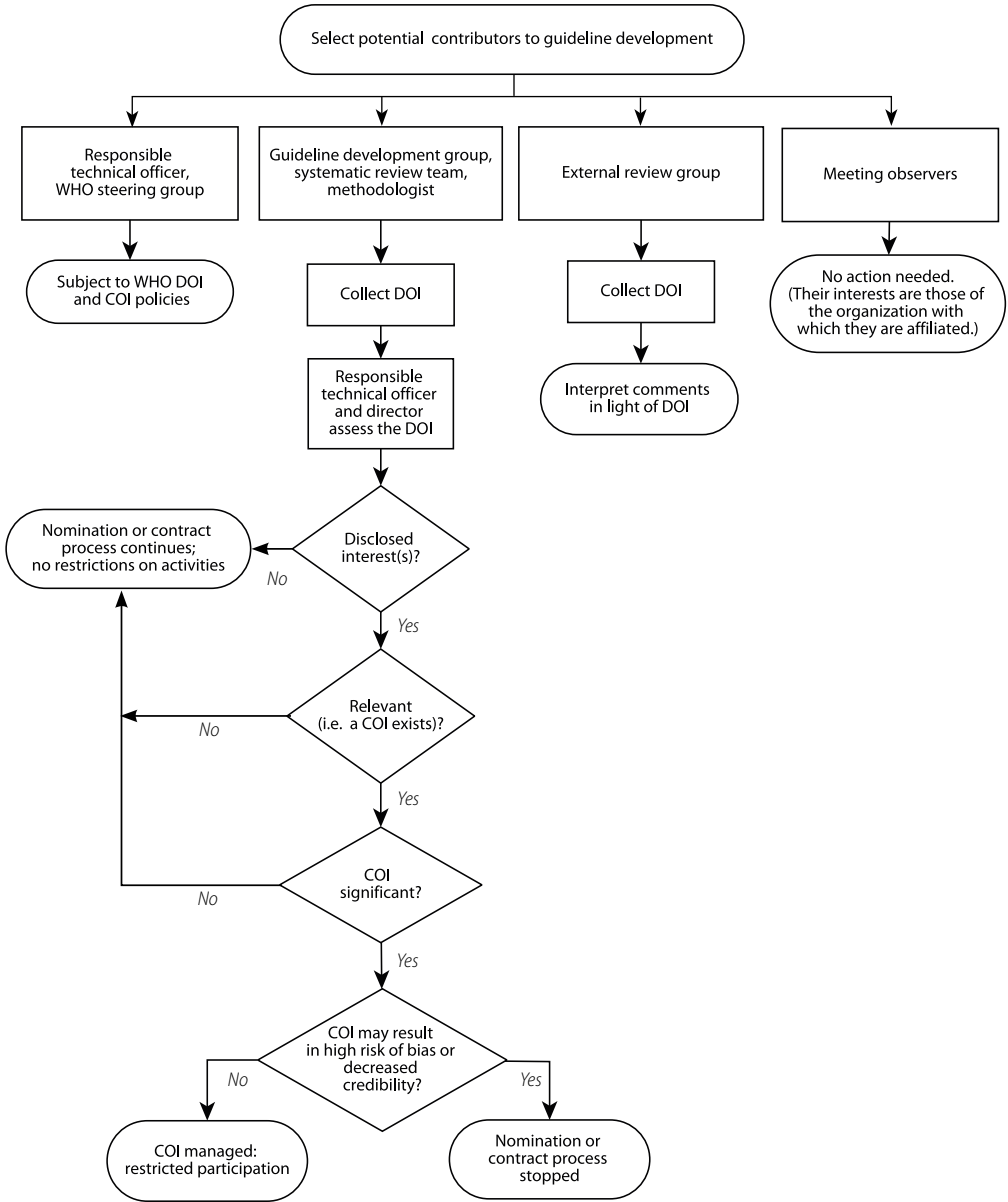 Select potential contributors to guideline development
Responsible
technical officer,
WHO steering group
Guideline development group,
systematic review team,
methodologist
External review group
Meeting observers
Subject to WHO DOI
and COI policies
Collect DOI
Collect DOI
No action needed.
(Their interests are those of
the organization with
which they are affiliated.)
Responsible
technical officer
and director
assess the DOI
Interpret comments
in light of DOI
Nomination or contract
process continues;
no restrictions on activities
Disclosed
interest(s)?
No
Yes
Relevant
(i.e. a COI exists)?
No
Yes
COI
significant?
No
Yes
COI may result
in high risk of bias or
decreased
credibility?
No
Yes
COI managed:
restricted participation
Nomination or
contract process
stopped